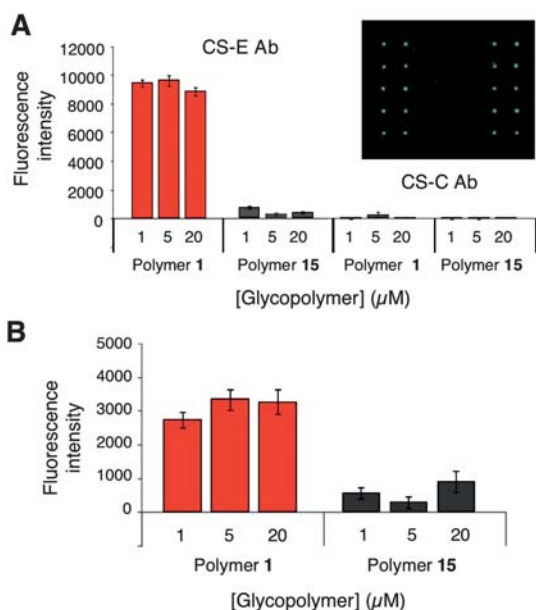 A
CS-E Ab
12000
10000
8000
6000
4000
2000
0
Fluorescence
intensity
CS-C Ab
1 5 20 1 5 20 1 5 20 1 5 20
Polymer 1 Polymer 15 Polymer 1 Polymer 15
[Glycopolymer] (µM)
B
5000
4000
3000
2000
1000
0
Fluorescence
intensity
1 5 20 1 5 20
Polymer 1 Polymer 15
[Glycopolymer] (µM)